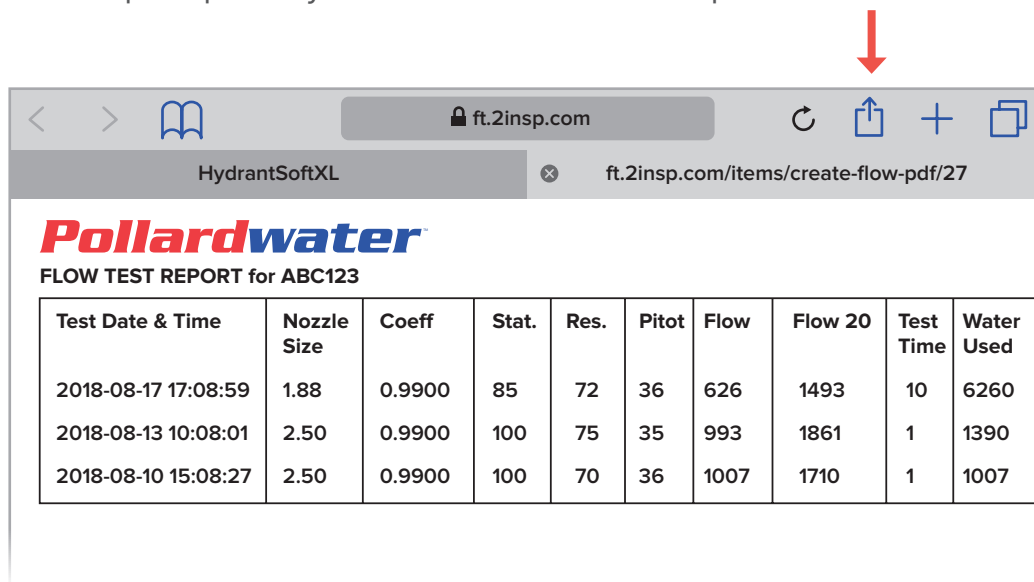 ft.2insp.com
HydrantSoftXL
ft.2insp.com/items/create-flow-pdf/27
Pollardwater
FLOW TEST REPORT for ABC123
Test Date & Time Nozzle Size Coeff Stat. Res. Pitot Flow Flow 20 Test Time Water Used
2018-08-17 17:08:59 1.88 0.9900 85 72 36 626 1493 10 6260
2018-08-13 10:08:01 2.50 0.9900 100 75 35 993 1861 1 1390
2018-08-10 15:08:27 2.50 0.9900 100 70 36 1007 1710 1 1007